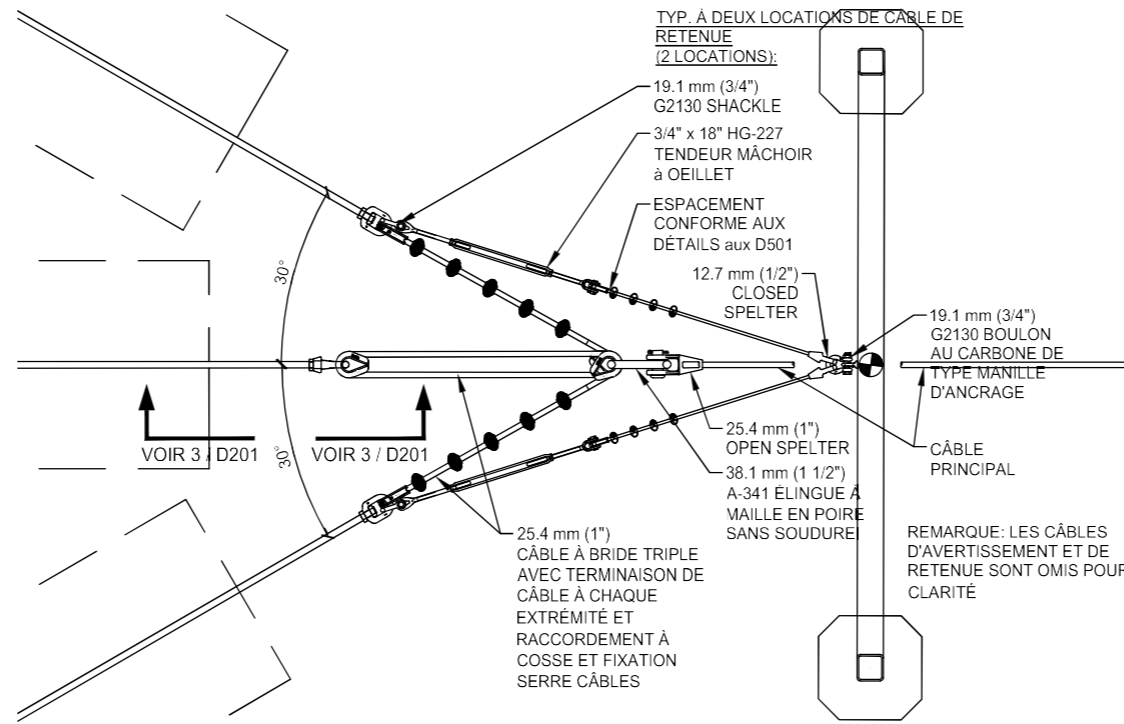 TYP. À DEUX LOCATIONS DE CÂBLE DE
RETENUE
(2 LOCATIONS):
19.1 mm (3/4")
G2130 SHACKLE
3/4" x 18" HG-227
TENDEUR MÂCHOIR
à OEILLET
ESPACEMENT
CONFORME AUX
DÉTAILS aux D501
12.7 mm (1/2")
CLOSED
SPELTER
19.1 mm (3/4")
G2130 BOULON
AU CARBONE DE
TYPE MANILLE
D'ANCRAGE
30°
30°
VOIR 3 / D201
VOIR 3 / D201
25.4 mm (1")
OPEN SPELTER
CÂBLE
PRINCIPAL
38.1 mm (1 1/2")
A-341 ÉLINGUE À
MAILLE EN POIRE
SANS SOUDURE
25.4 mm (1")
CÂBLE À BRIDE TRIPLE
AVEC TERMINAISON DE
CÂBLE À CHAQUE
EXTRÉMITÉ ET
RACCORDEMENT À
COSSE ET FIXATION
SERRE CÂBLES
REMARQUE: LES CÂBLES
D'AVERTISSEMENT ET DE
RETENUE SONT OMIS POUR
CLARITÉ